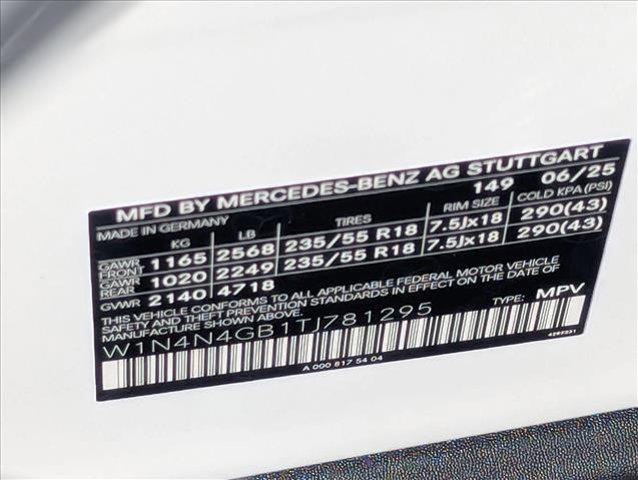 MFD BY MERCEDES-BENZ AG STUTTGART
MADE IN GERMANY 149 06/25
KG LB TIRES RIM SIZE COLD KPA (PSI)
GAWR FRONT 1165 2568 235/55 R18 7.5Jx18 290(43)
GAWR REAR 1020 2249 235/55 R18 7.5Jx18 290(43)
GVWR 2140 4718
THIS VEHICLE CONFORMS TO ALL APPLICABLE FEDERAL MOTOR VEHICLE
SAFETY AND THEFT PREVENTION STANDARDS IN EFFECT ON THE DATE OF
MANUFACTURE SHOWN ABOVE.
W1N4N4GB1TJ781295 TYPE: MPV
A 000 817 54 04